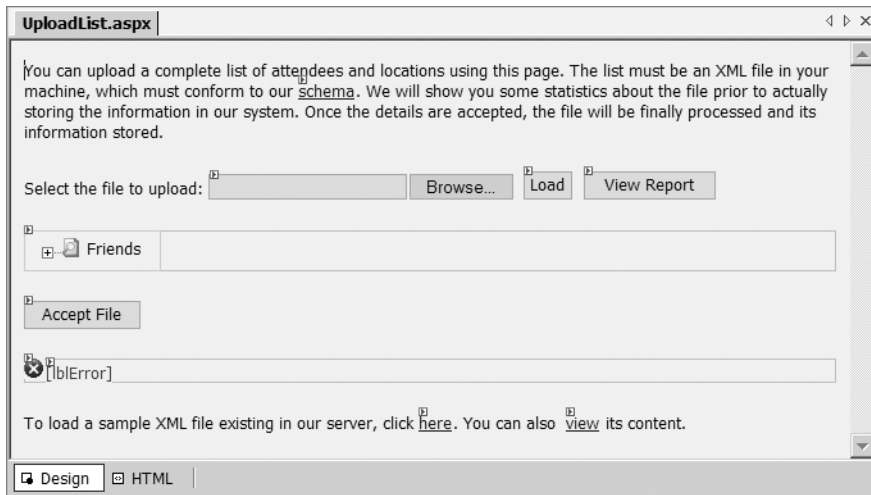 UploadList.aspx
You can upload a complete list of attendees and locations using this page. The list must be an XML file in your
machine, which must conform to our schema. We will show you some statistics about the file prior to actually
storing the information in our system. Once the details are accepted, the file will be finally processed and its
information stored.
Select the file to upload: Browse... Load View Report
Friends
Accept File
[lblError]
To load a sample XML file existing in our server, click here. You can also view its content.
Design HTML